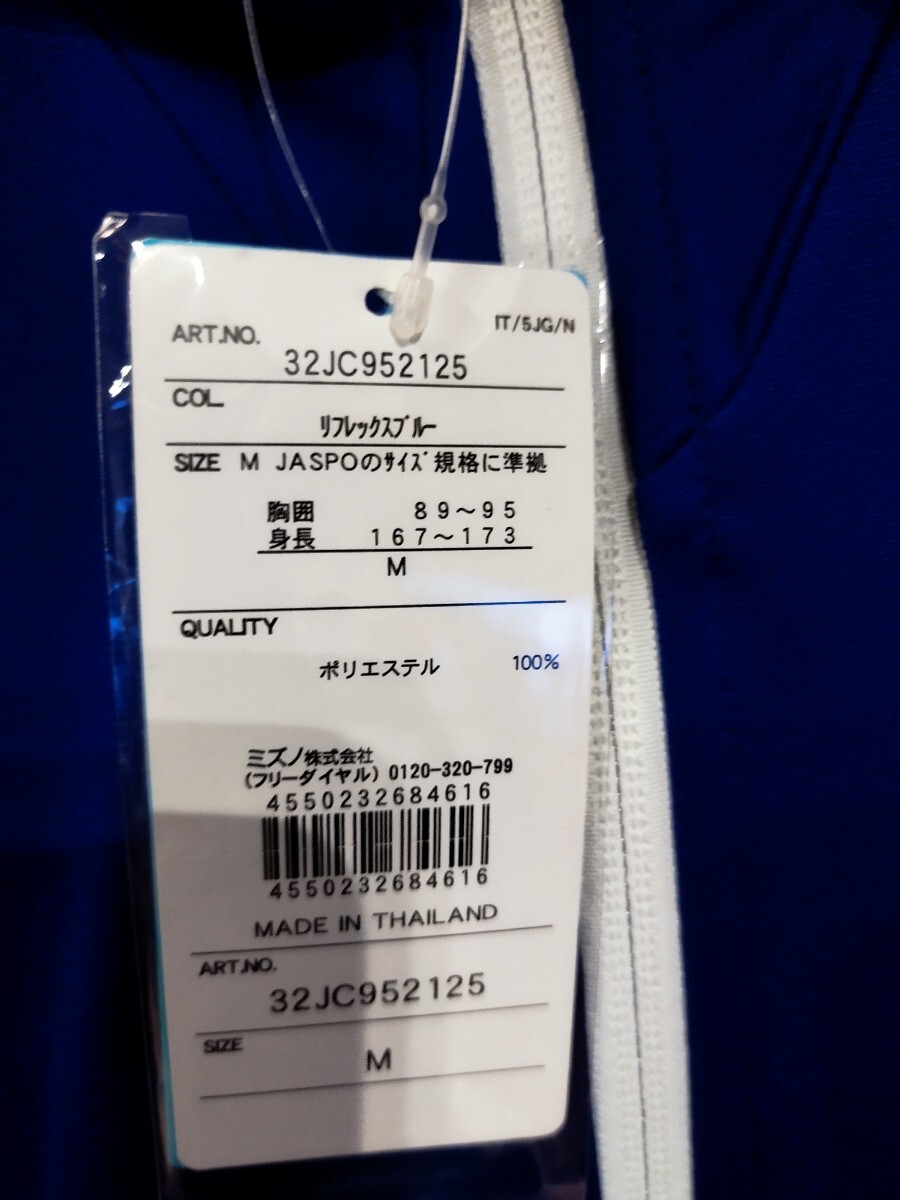 ART.NO. IT/5JG/N
32JC952125
COL.
ﾘﾌﾚｯｸｽﾌﾞﾙｰ
SIZE M JASPOのｻｲｽﾞ規格に準拠
胸囲 89～95
身長 167～173
M
QUALITY
ポリエステル 100%
ミズノ株式会社
(フリーダイヤル) 0120-320-799
4550232684616
4550232684616
MADE IN THAILAND
ART.NO.
32JC952125
SIZE
M